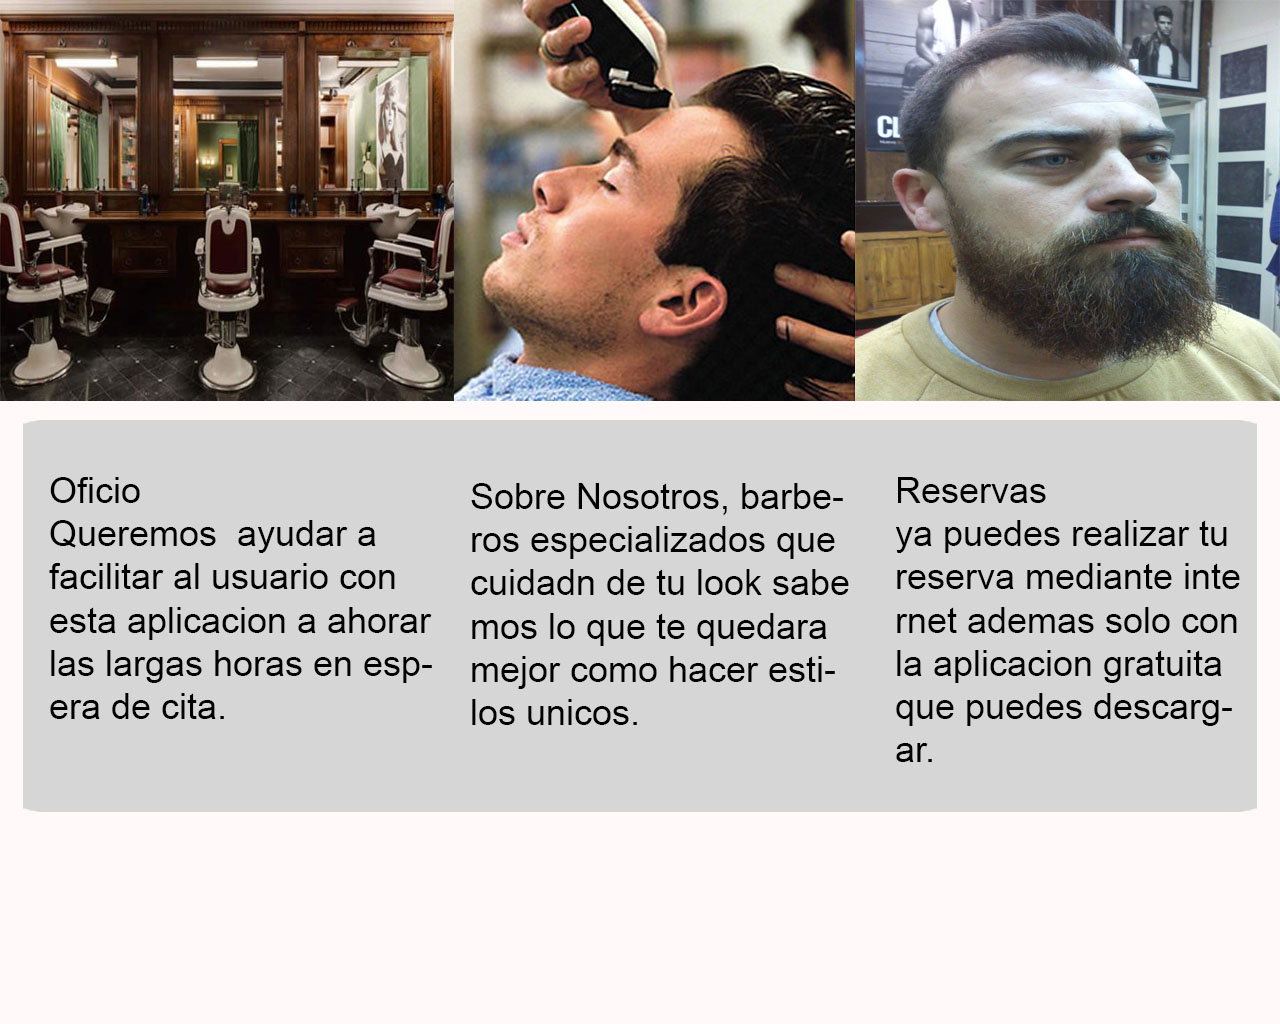 CL
Oficio
Queremos  ayudar a
facilitar al usuario con
esta aplicacion a ahorar
las largas horas en esp-
era de cita.
Sobre Nosotros, barbe-
ros especializados que
cuidadn de tu look sabe
mos lo que te quedara
mejor como hacer esti-
los unicos.
Reservas
ya puedes realizar tu
reserva mediante inte
rnet ademas solo con
la aplicacion gratuita
que puedes descarg-
ar.